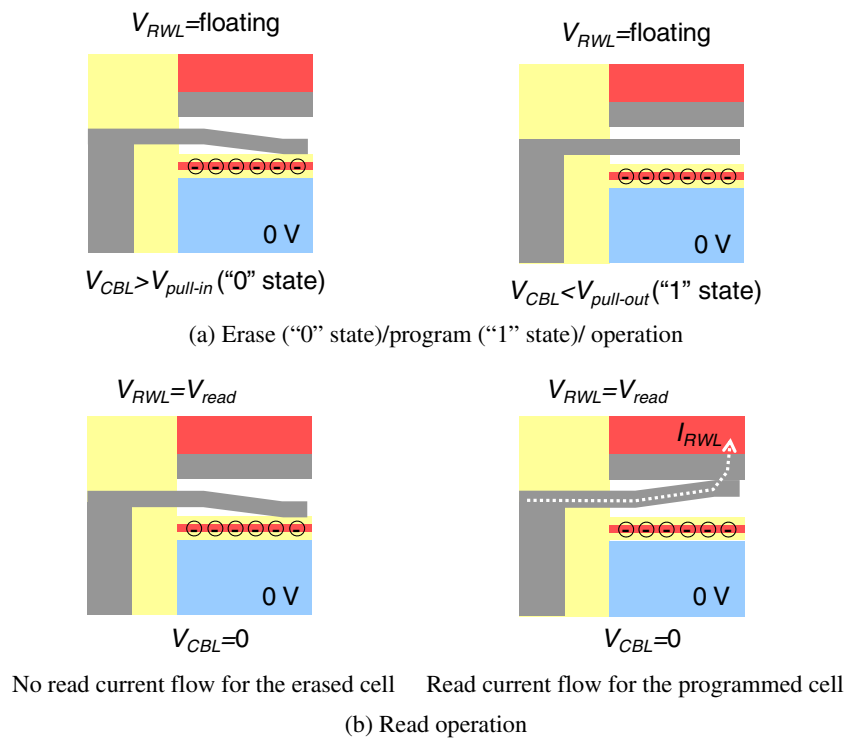 V_RWL=floating V_RWL=floating
0 V 0 V
V_CBL>V_pull-in (“0” state) V_CBL<V_pull-out (“1” state)
(a) Erase (“0” state)/program (“1” state)/ operation
V_RWL=V_read V_RWL=V_read
I_RWL
0 V 0 V
V_CBL=0 V_CBL=0
No read current flow for the erased cell Read current flow for the programmed cell
(b) Read operation